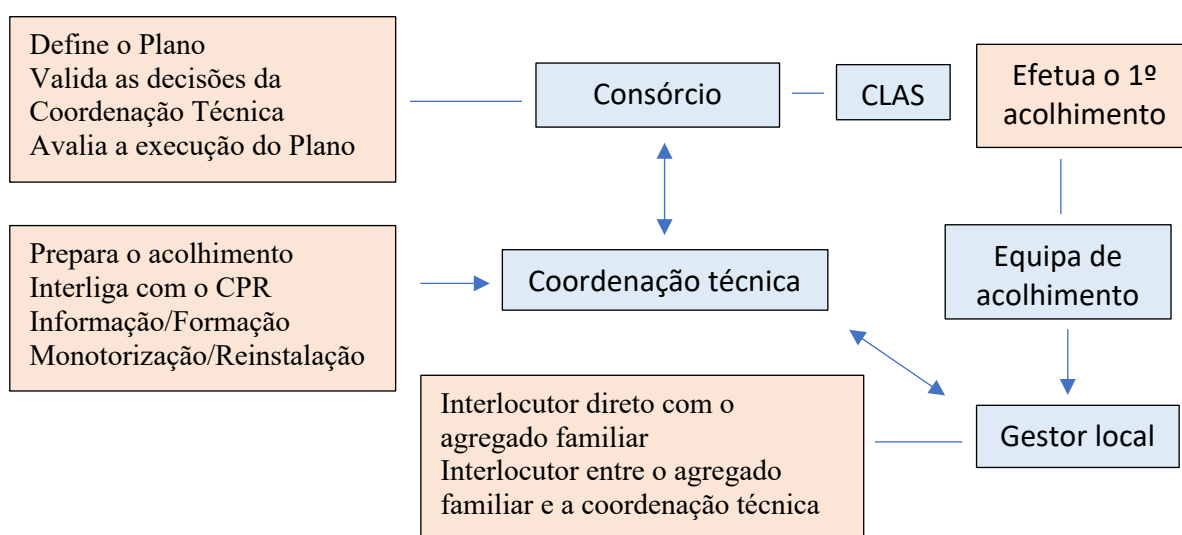 Define o Plano
Valida as decisões da
Coordenação Técnica
Avalia a execução do Plano
Consórcio
CLAS
Efetua o 1º
acolhimento
Prepara o acolhimento
Interliga com o CPR
Informação/Formação
Monotorização/Reinstalação
Coordenação técnica
Equipa de
acolhimento
Interlocutor direto com o
agregado familiar
Interlocutor entre o agregado
familiar e a coordenação técnica
Gestor local